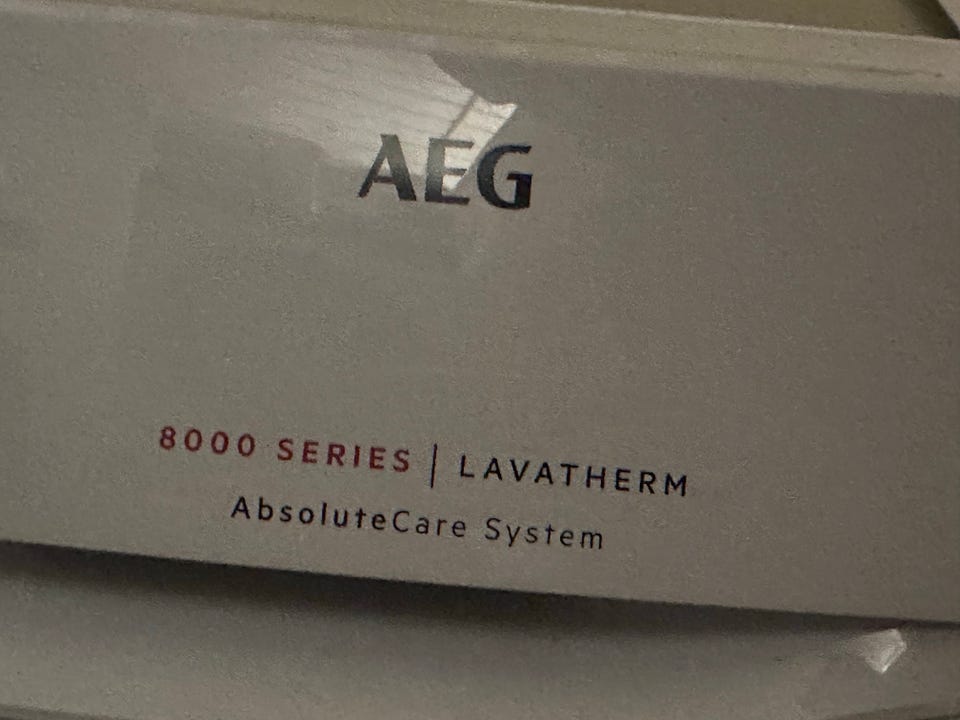 AEG
8000 SERIES | LAVATHERM
AbsoluteCare System